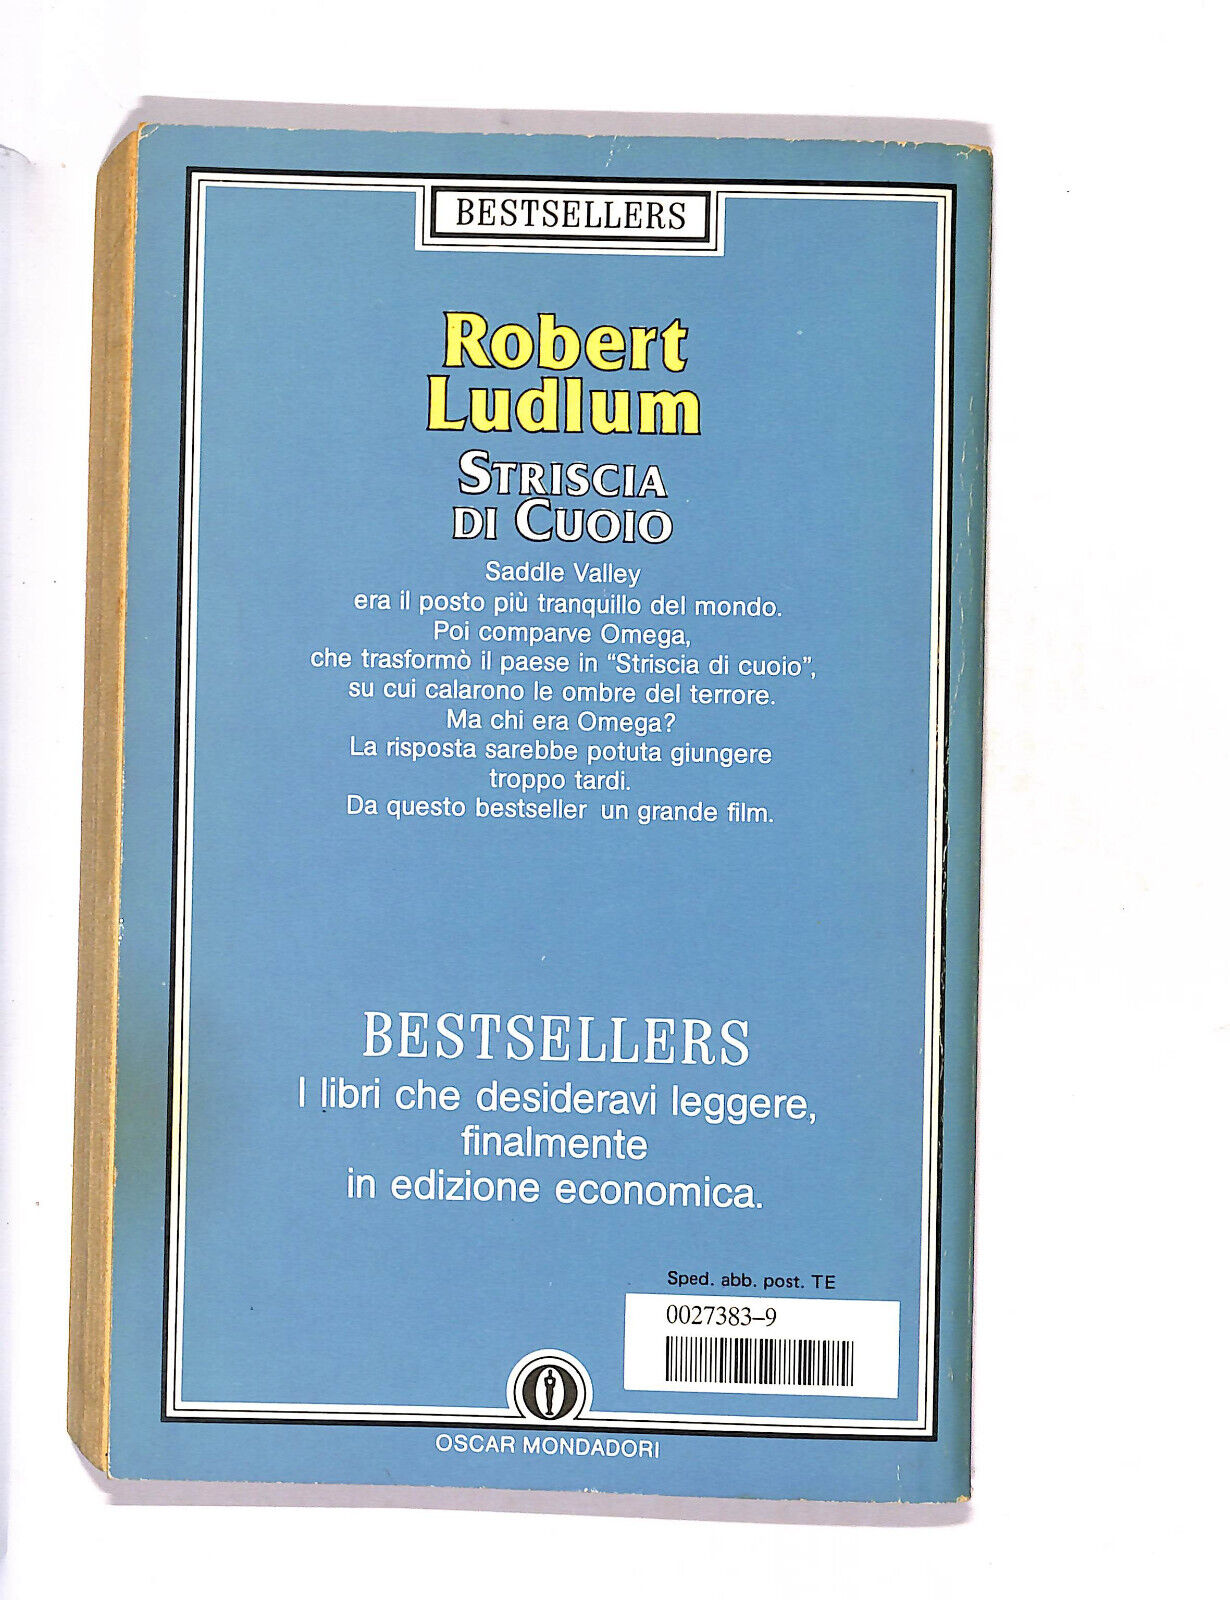 BESTSELLERS
Robert
Ludlum
STRISCIA
DI CUOIO
Saddle Valley
era il posto più tranquillo del mondo.
Poi comparve Omega,
che trasformò il paese in “Striscia di cuoio”,
su cui calarono le ombre del terrore.
Ma chi era Omega?
La risposta sarebbe potuta giungere
troppo tardi.
Da questo bestseller un grande film.
BESTSELLERS
I libri che desideravi leggere,
finalmente
in edizione economica.
Sped. abb. post. TE
0027383–9
OSCAR MONDADORI